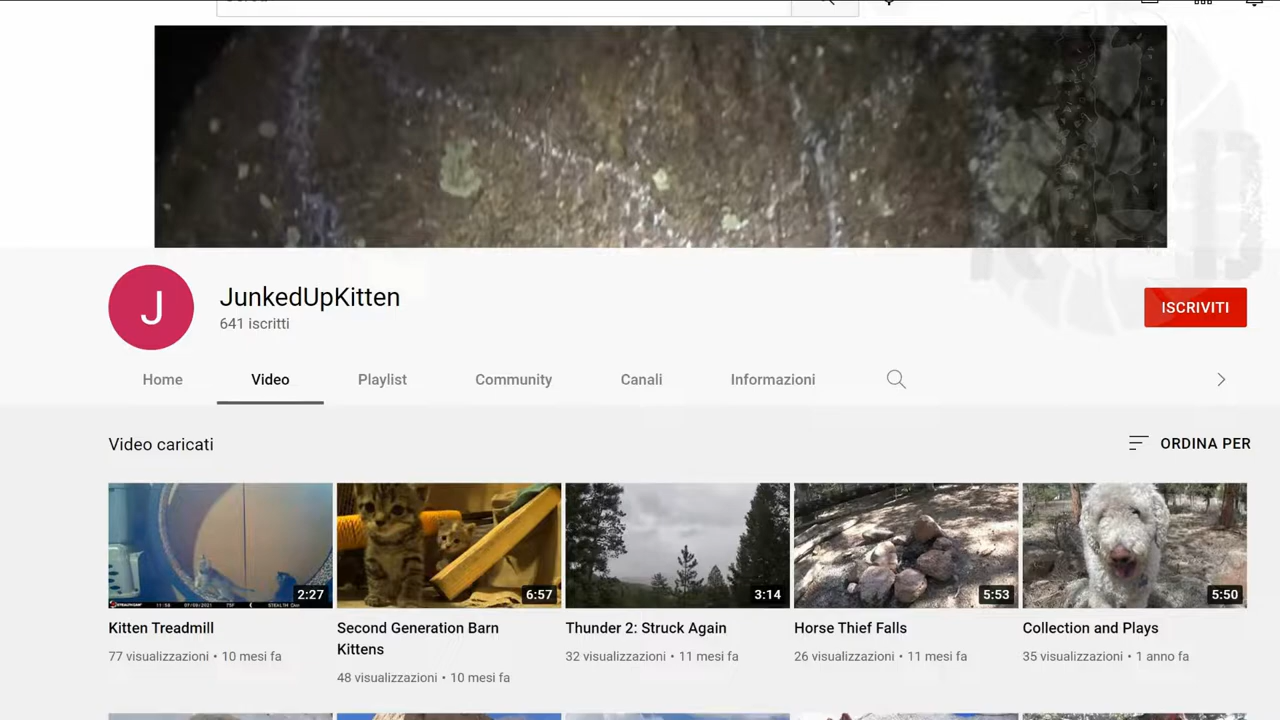 J
JunkedUpKitten
641 iscritti
ISCRIVITI
Home
Video
Playlist
Community
Canali
Informazioni
Video caricati
ORDINA PER
2:27
6:57
3:14
5:53
5:50
Kitten Treadmill
77 visualizzazioni • 10 mesi fa
Second Generation Barn
Kittens
48 visualizzazioni • 10 mesi fa
Thunder 2: Struck Again
32 visualizzazioni • 11 mesi fa
Horse Thief Falls
26 visualizzazioni • 11 mesi fa
Collection and Plays
35 visualizzazioni • 1 anno fa